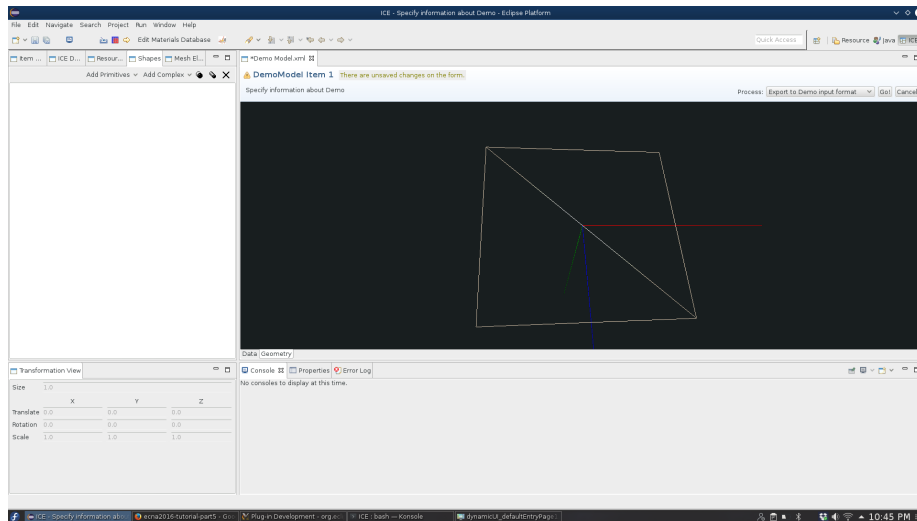 ICE - Specify information about Demo - Eclipse Platform
File Edit Navigate Search Project Run Window Help
Edit Materials Database
Quick Access
Resource
Java
ICE
Item ...
ICE D...
Resour...
Shapes
Mesh El...
*Demo Model.xml
Add Primitives
Add Complex
DemoModel Item 1
There are unsaved changes on the form.
Specify information about Demo
Process:
Export to Demo input format
Go!
Cancel
Data
Geometry
Transformation View
Console
Properties
Error Log
No consoles to display at this time.
Size 1.0
X Y Z
Translate 0.0 0.0 0.0
Rotation 0.0 0.0 0.0
Scale 1.0 1.0 1.0
ICE - Specify information abo
ecna2016-tutorial-part5 - Goo
Plug-in Development - org.ecl
ICE : bash — Konsole
dynamicUI_defaultEntryPage
10:45 PM